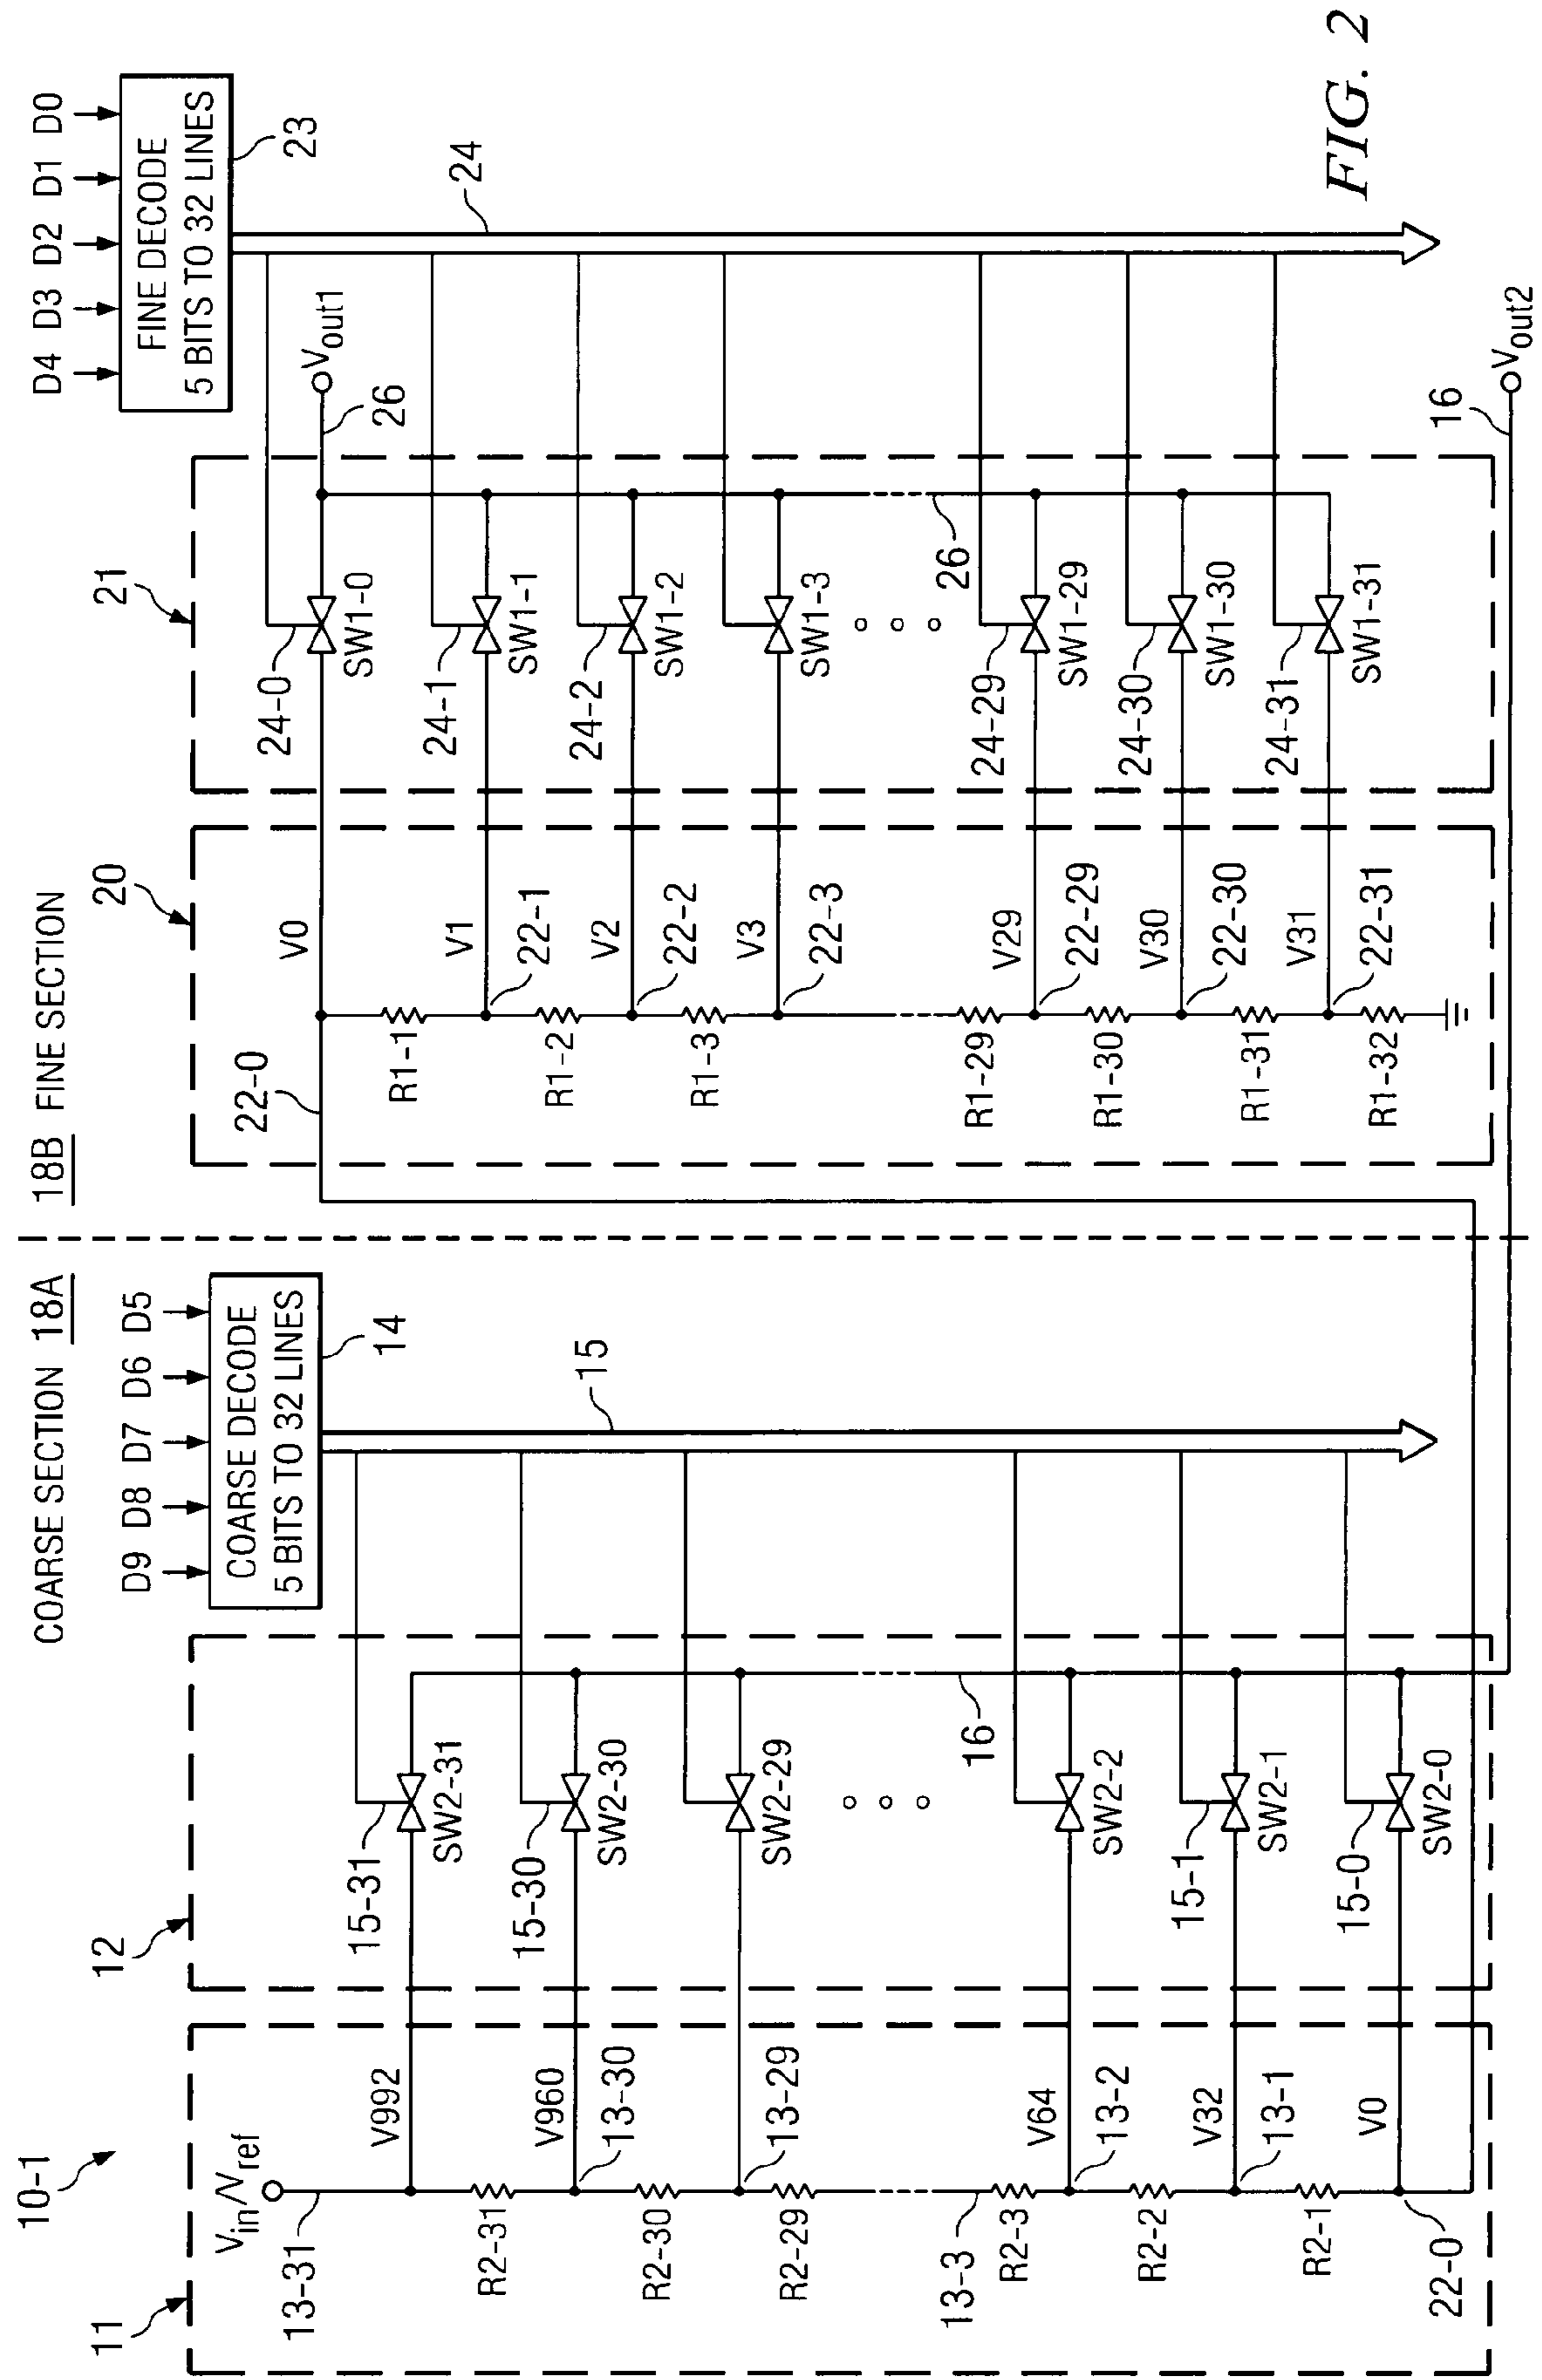 10-1
COARSE SECTION 18A
18B FINE SECTION
D9 D8 D7 D6 D5
COARSE DECODE
5 BITS TO 32 LINES
14
15
11
12
Vin/Vref
13-31
V992
15-31
SW2-31
R2-31
V960
13-30
15-30
SW2-30
R2-30
13-29
SW2-29
R2-29
16
13-3
R2-3
V64
13-2
SW2-2
R2-2
V32
13-1
15-1
SW2-1
R2-1
V0
22-0
15-0
SW2-0
D4 D3 D2 D1 D0
FINE DECODE
5 BITS TO 32 LINES
23
24
20
21
22-0
V0
24-0
SW1-0
26
Vout1
R1-1
V1
22-1
24-1
SW1-1
R1-2
V2
22-2
24-2
SW1-2
R1-3
V3
22-3
SW1-3
26
R1-29
V29
22-29
24-29
SW1-29
R1-30
V30
22-30
24-30
SW1-30
R1-31
V31
22-31
24-31
SW1-31
R1-32
16
Vout2
FIG. 2